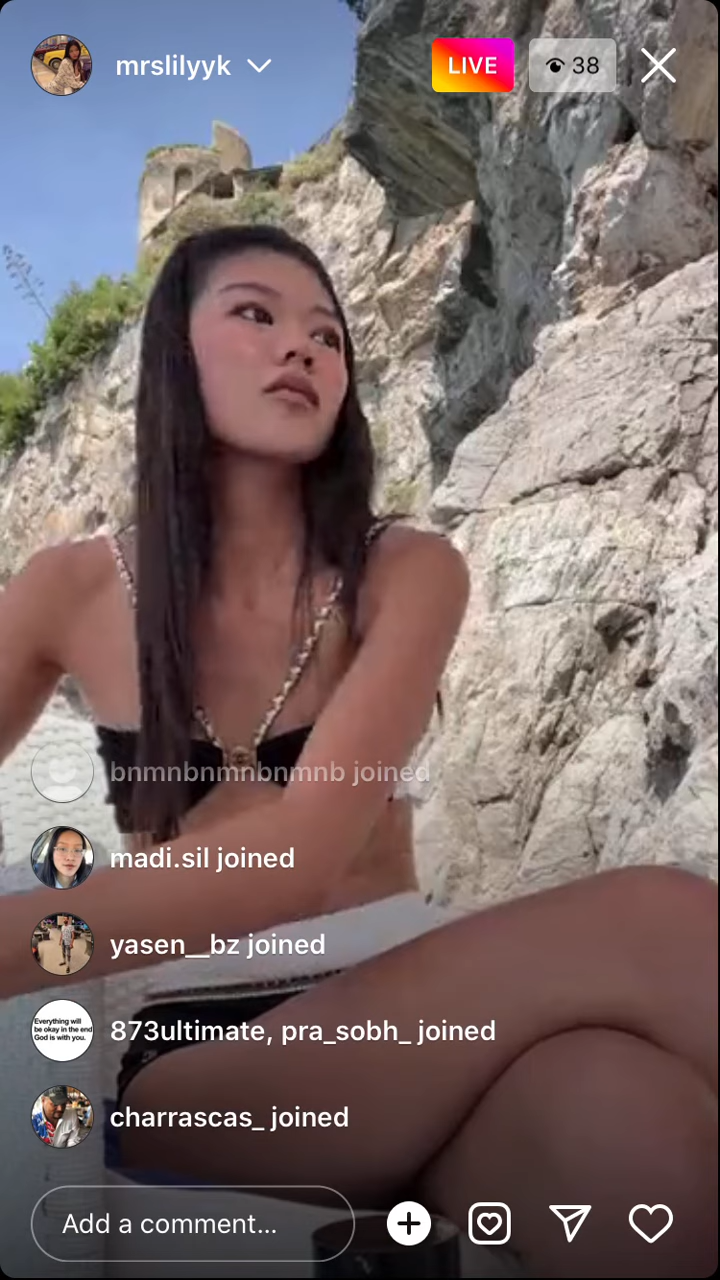 mrslilyyk
LIVE
38
bnmnbnmnbnmnb joined
madi.sil joined
yasen__bz joined
Everything will
be okay in the end
God is with you.
873ultimate, pra_sobh_ joined
charrascas_ joined
Add a comment...